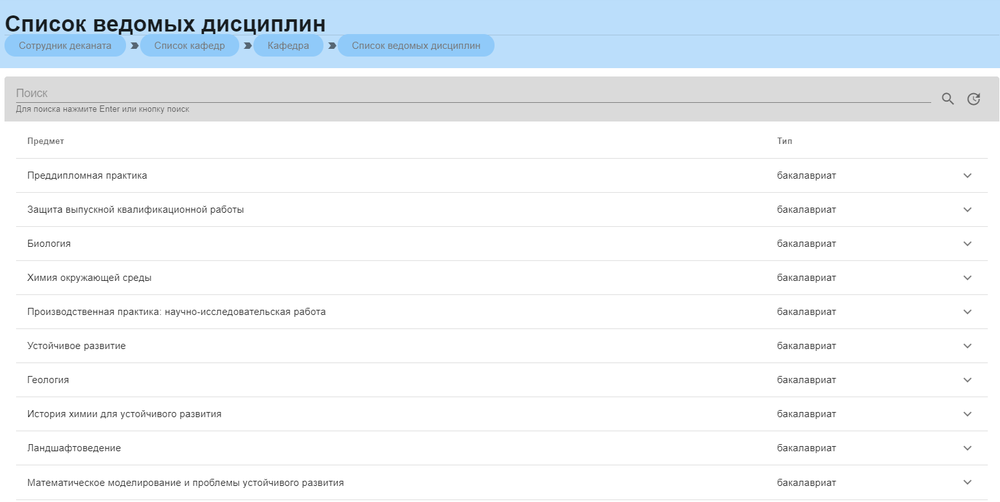 Список ведомых дисциплин
Сотрудник деканата Список кафедр Кафедра Список ведомых дисциплин
Поиск
Для поиска нажмите Enter или кнопку поиск
Предмет Тип
Преддипломная практика бакалавриат
Защита выпускной квалификационной работы бакалавриат
Биология бакалавриат
Химия окружающей среды бакалавриат
Производственная практика: научно-исследовательская работа бакалавриат
Устойчивое развитие бакалавриат
Геология бакалавриат
История химии для устойчивого развития бакалавриат
Ландшафтоведение бакалавриат
Математическое моделирование и проблемы устойчивого развития бакалавриат